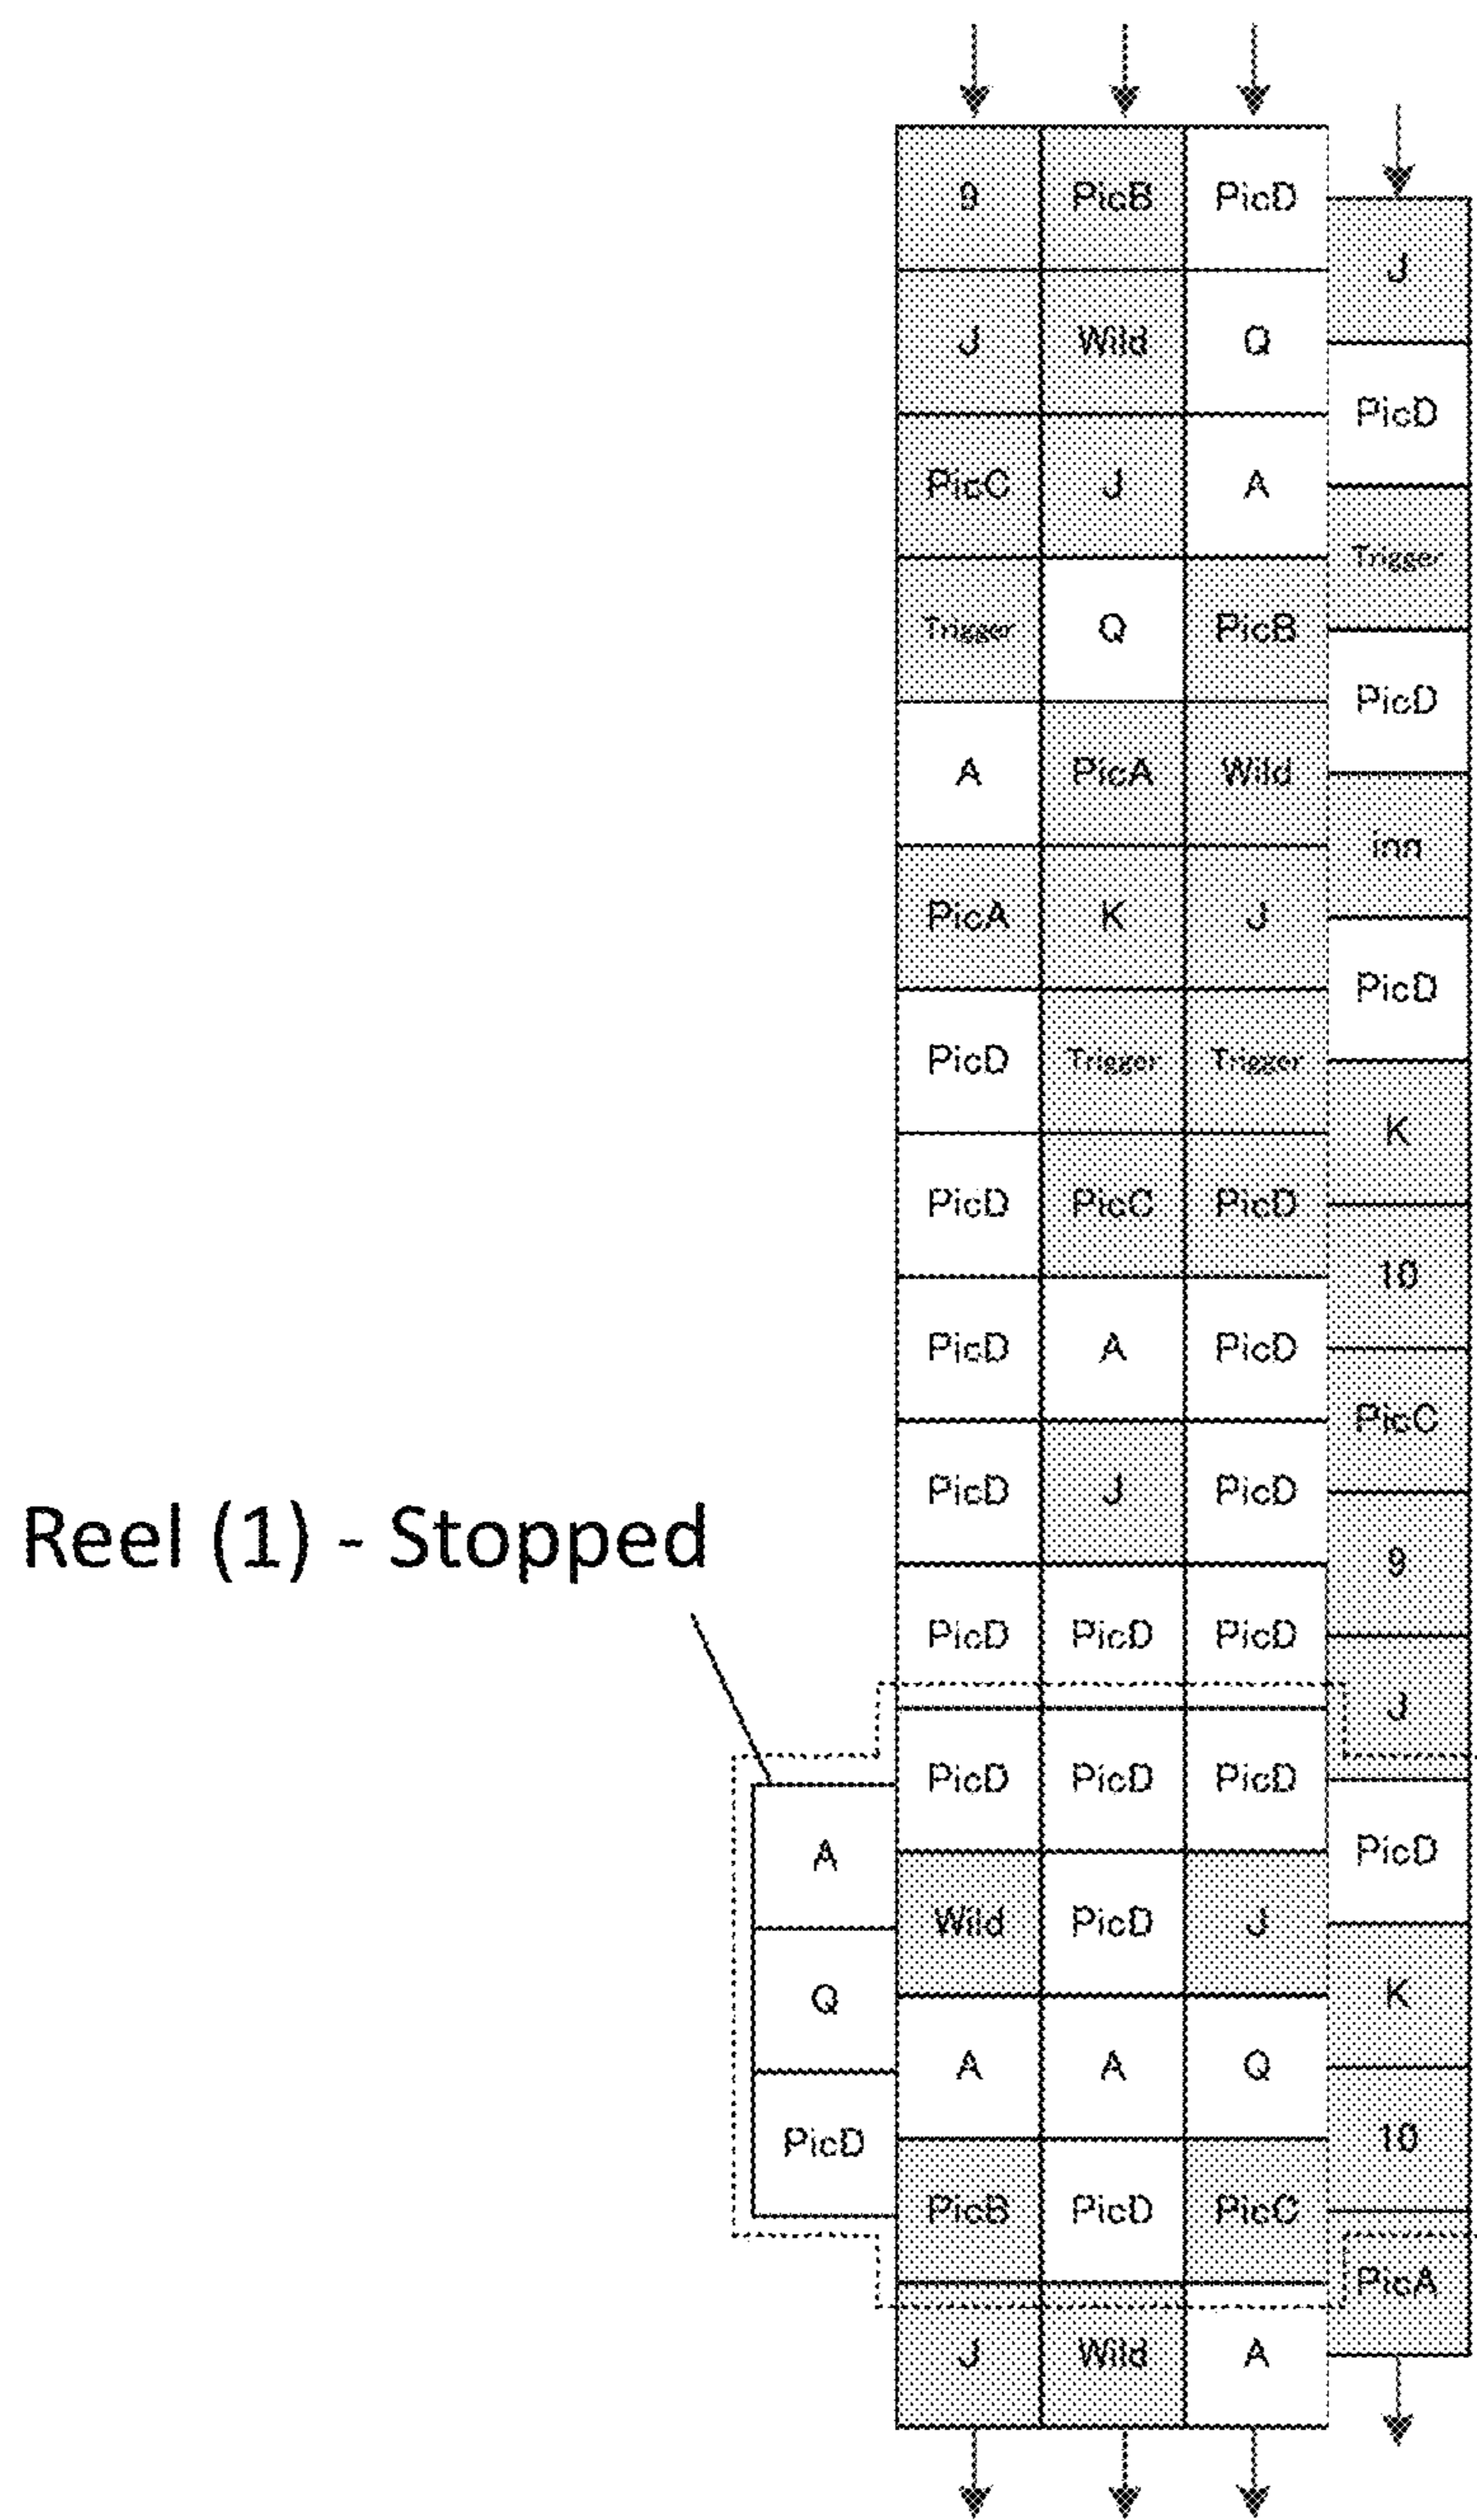 9 PicB PicD
J
J Wild Q
PicD
PicC J A
Trigger
Trigger Q PicB
PicD
A PicA Wild
inn
PicA K J
PicD
PicD Trigger Trigger
K
PicD PicC PicD
10
PicD A PicD
PicC
PicD J PicD
Reel (1) - Stopped
9
PicD PicD PicD
J
PicD PicD PicD
A
PicD
Wild PicD J
Q
K
A A Q
PicD
10
PicB PicD PicC
PicA
J Wild A